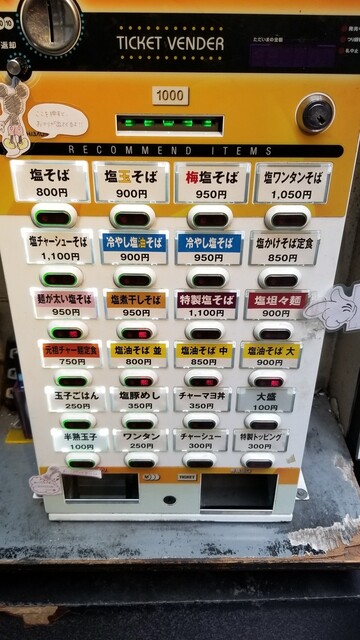 返却
TICKET VENDER
1000
RECOMMEND ITEMS
塩そば
800円
塩玉そば
900円
梅塩そば
950円
塩ワンタンそば
1,050円
塩チャーシューそば
1,100円
冷やし塩油そば
900円
冷やし塩そば
950円
塩かけそば定食
850円
麺が太い塩そば
950円
塩煮干しそば
950円
特製塩そば
1,100円
塩坦々麺
900円
元祖チャー麺定食
750円
塩油そば 並
800円
塩油そば 中
850円
塩油そば 大
900円
玉子ごはん
250円
塩豚めし
350円
チャーマヨ丼
350円
大盛
100円
半熟玉子
100円
ワンタン
250円
チャーシュー
300円
特製トッピング
300円
TICKET